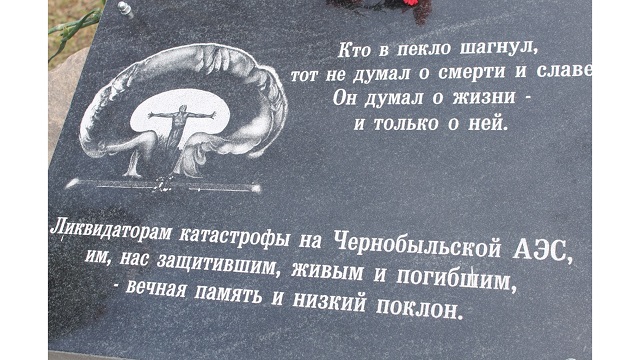 Кто в пекло шагнул,
тот не думал о смерти и славе
Он думал о жизни -
и только о ней.
Ликвидаторам катастрофы на Чернобыльской АЭС,
им, нас защитившим, живым и погибшим,
- вечная память и низкий поклон.